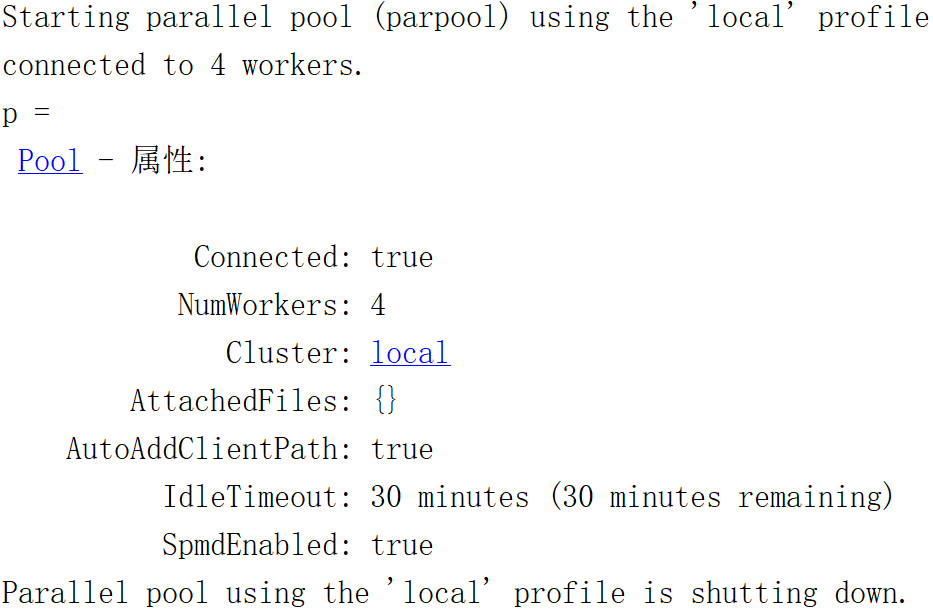 Starting parallel pool (parpool) using the 'local' profile
connected to 4 workers.
p =
Pool - 属性:
Connected: true
NumWorkers: 4
Cluster: local
AttachedFiles: {}
AutoAddClientPath: true
IdleTimeout: 30 minutes (30 minutes remaining)
SpmdEnabled: true
Parallel pool using the 'local' profile is shutting down.